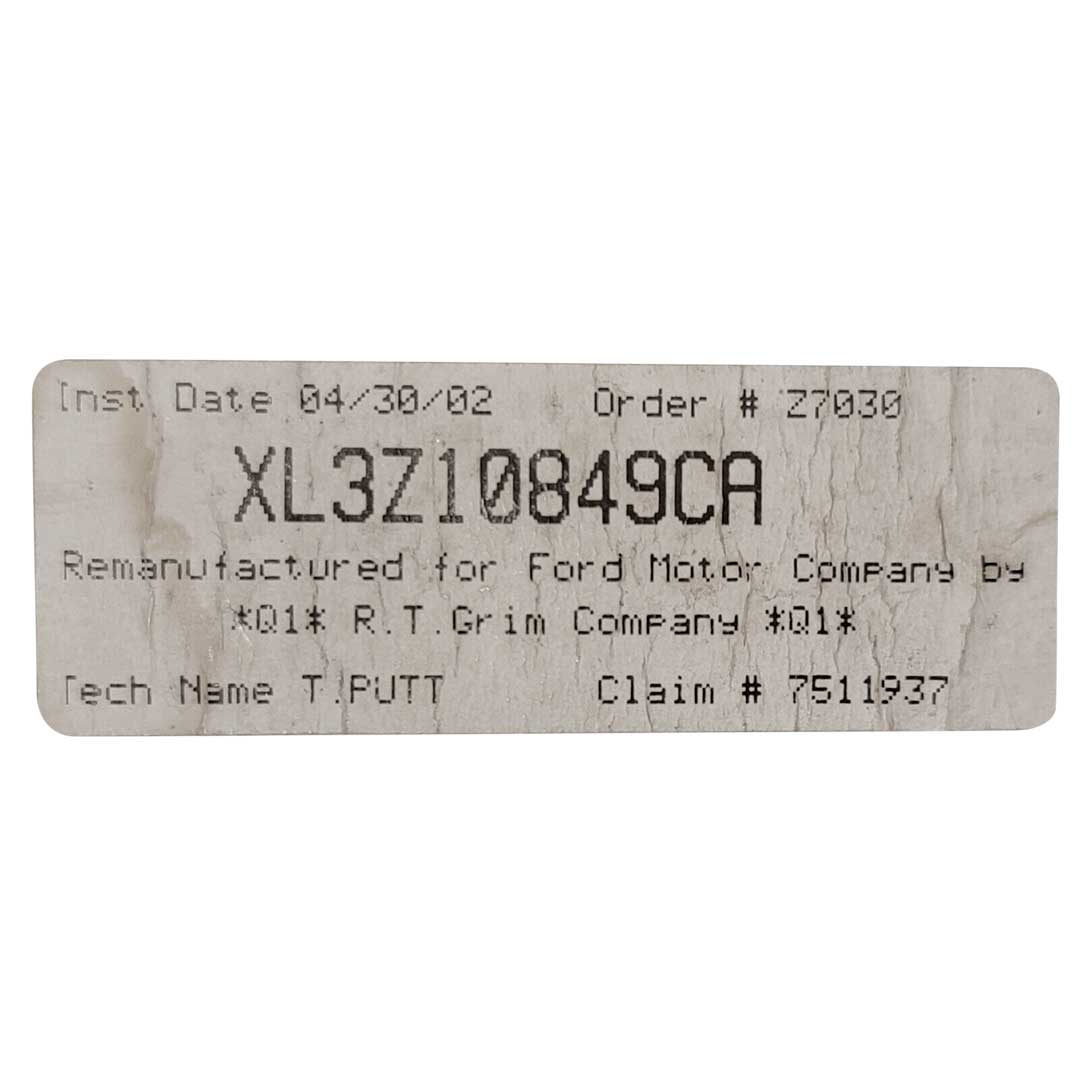 Inst Date 04/30/02 Order # Z7030
XL3Z10849CA
Remanufactured for Ford Motor Company by
*Q1* R.T.Grim Company *Q1*
Tech Name T.PUTT Claim # 7511937